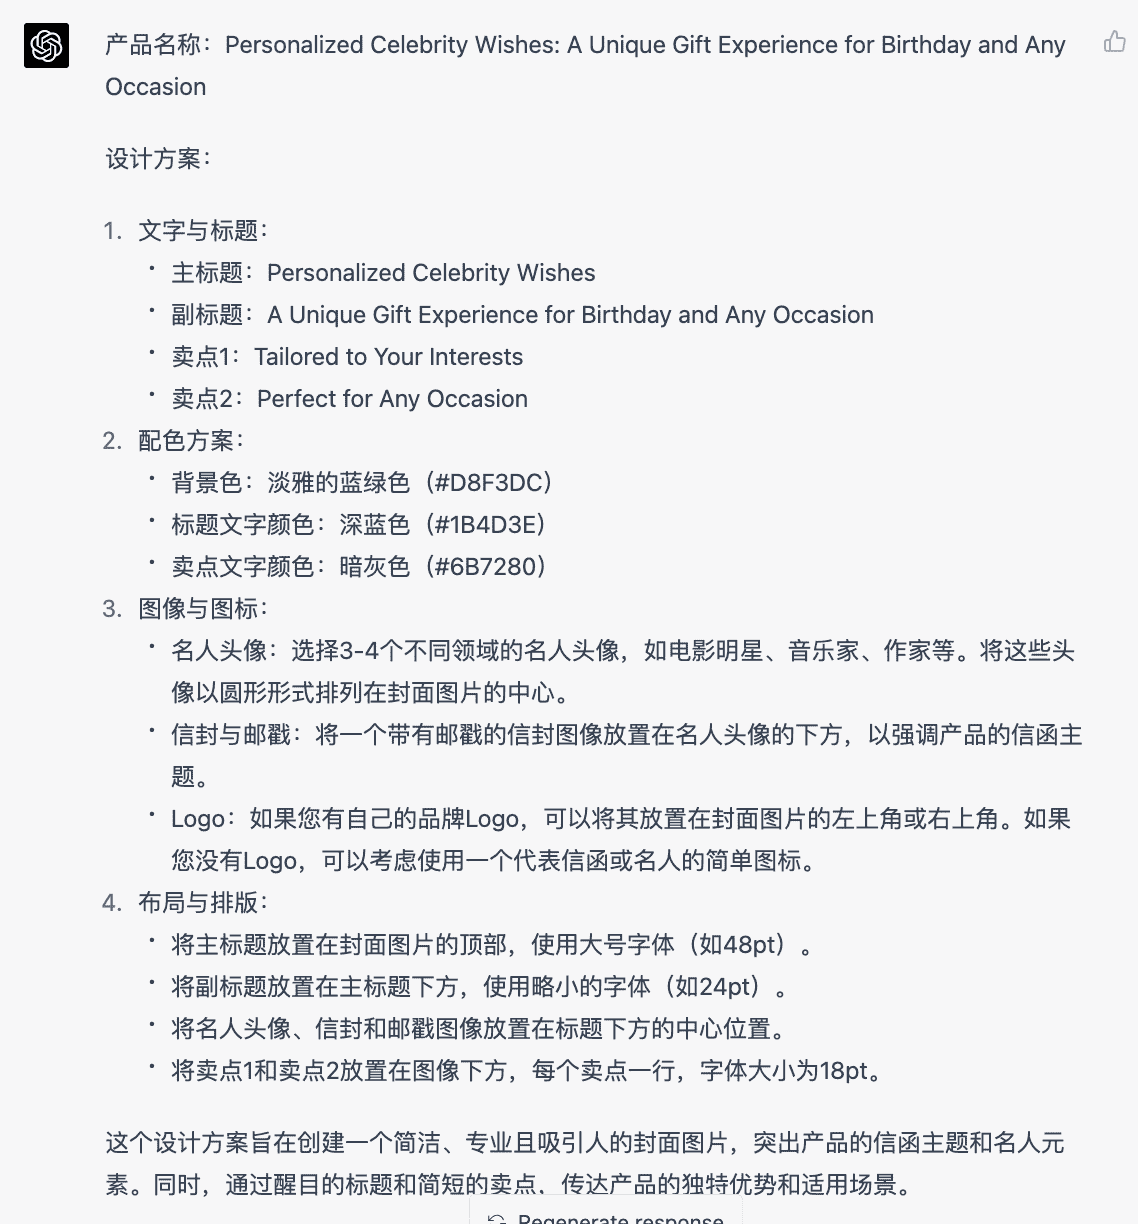 产品名称：Personalized Celebrity Wishes: A Unique Gift Experience for Birthday and Any
Occasion
设计方案：
1. 文字与标题：
• 主标题：Personalized Celebrity Wishes
• 副标题：A Unique Gift Experience for Birthday and Any Occasion
• 卖点1：Tailored to Your Interests
• 卖点2：Perfect for Any Occasion
2. 配色方案：
• 背景色：淡雅的蓝绿色（#D8F3DC）
• 标题文字颜色：深蓝色（#1B4D3E）
• 卖点文字颜色：暗灰色（#6B7280）
3. 图像与图标：
• 名人头像：选择3-4个不同领域的名人头像，如电影明星、音乐家、作家等。将这些头
像以圆形形式排列在封面图片的中心。
• 信封与邮戳：将一个带有邮戳的信封图像放置在名人头像的下方，以强调产品的信函主
题。
• Logo：如果您有自己的品牌Logo，可以将其放置在封面图片的左上角或右上角。如果
您没有Logo，可以考虑使用一个代表信函或名人的简单图标。
4. 布局与排版：
• 将主标题放置在封面图片的顶部，使用大号字体（如48pt）。
• 将副标题放置在主标题下方，使用略小的字体（如24pt）。
• 将名人头像、信封和邮戳图像放置在标题下方的中心位置。
• 将卖点1和卖点2放置在图像下方，每个卖点一行，字体大小为18pt。
这个设计方案旨在创建一个简洁、专业且吸引人的封面图片，突出产品的信函主题和名人元
素。同时，通过醒目的标题和简短的卖点，传达产品的独特优势和适用场景。
Regenerate response